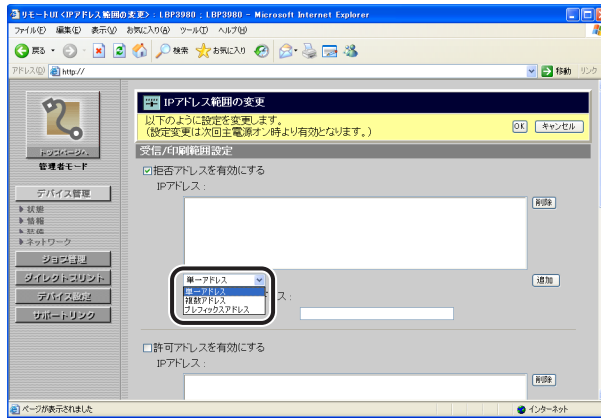 リモートUI <IPアドレス範囲の変更> : LBP3980 ; LBP3980 - Microsoft Internet Explorer
ファイル(F) 編集(E) 表示(V) お気に入り(A) ツール(T) ヘルプ(H)
戻る 検索 お気に入り
アドレス(D) http:// 移動 リンク
IPアドレス範囲の変更
以下のように設定を変更します。
(設定変更は次回主電源オン時より有効となります。)
OK キャンセル
トップページへ
管理者モード
デバイス管理
状態
情報
装備
ネットワーク
ジョブ管理
ダイレクトプリント
デバイス設定
サポートリンク
受信/印刷範囲設定
拒否アドレスを有効にする
IPアドレス :
削除
単一アドレス
追加
単一アドレス
複数アドレス
プレフィックスアドレス
ス :
許可アドレスを有効にする
IPアドレス :
削除
ページが表示されました
インターネット